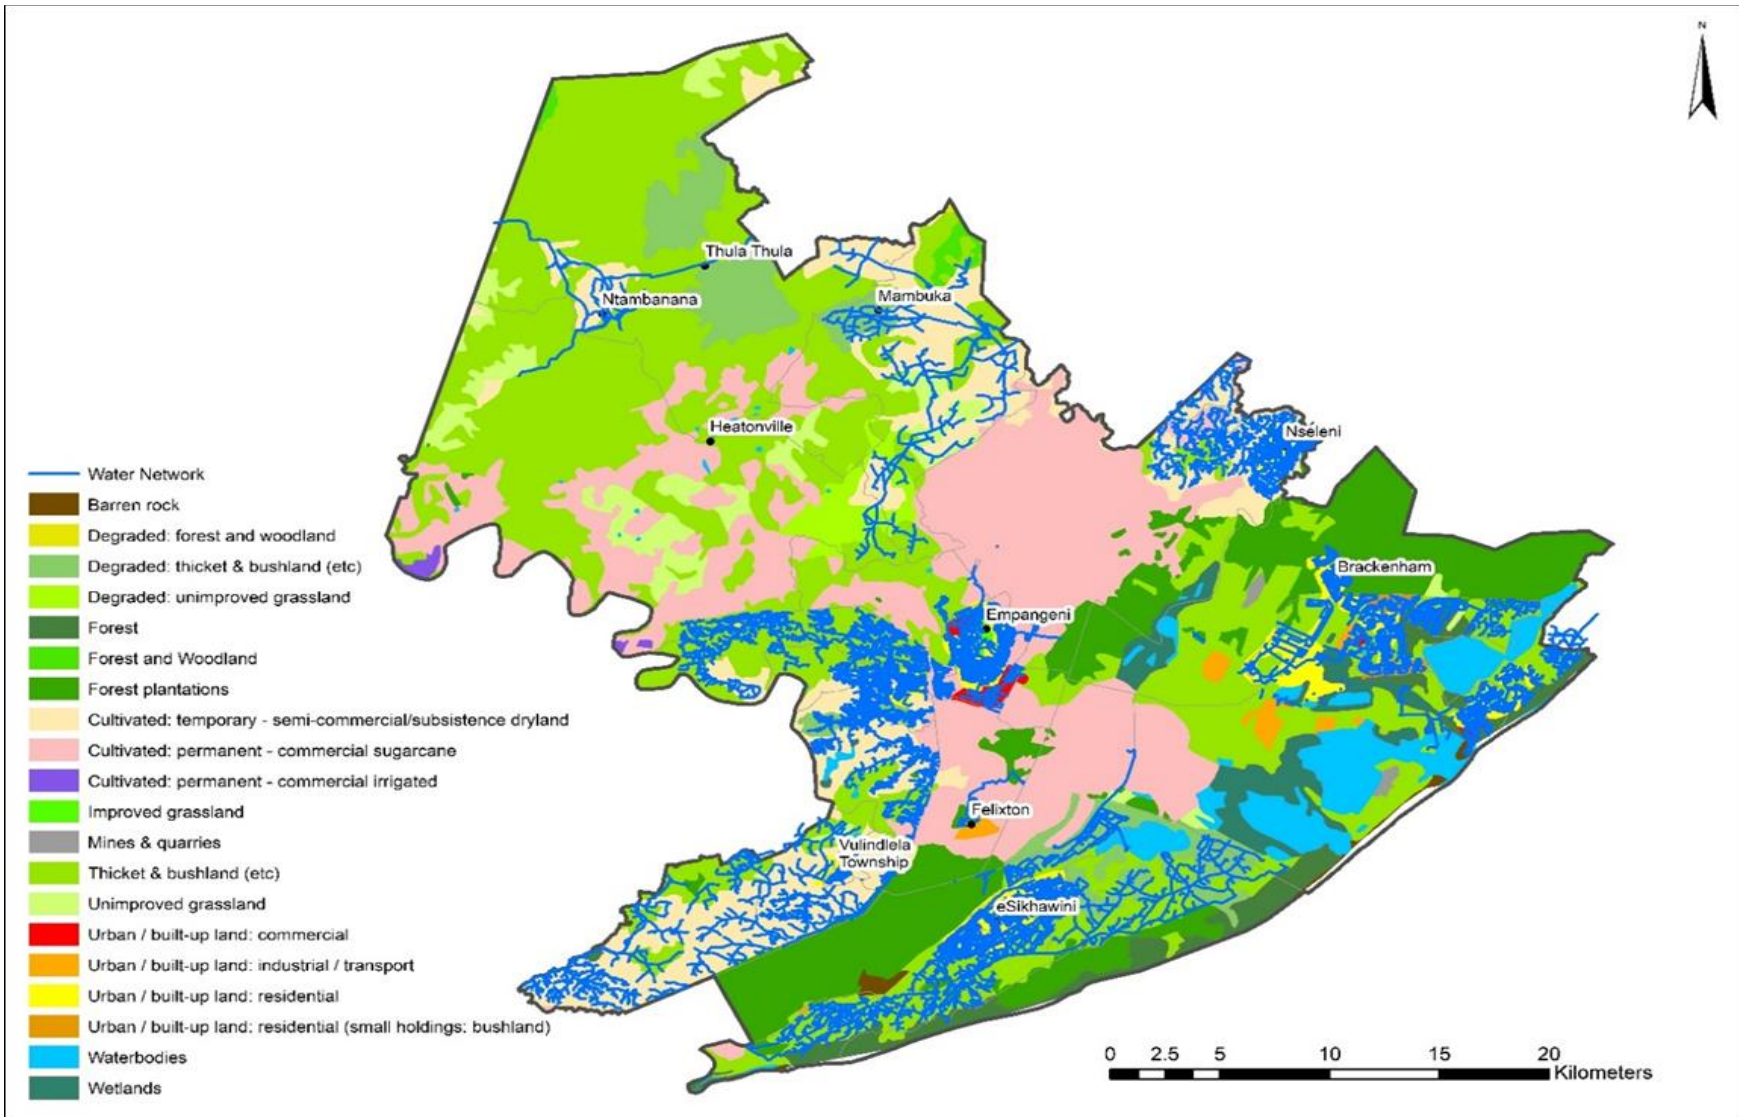 N
Thula Thula
Ntambanana
Mambuka
Heatonville
Nseleni
Brackenham
Empangeni
Felixton
Vulindlela
Township
eSikhawini
Water Network
Barren rock
Degraded: forest and woodland
Degraded: thicket & bushland (etc)
Degraded: unimproved grassland
Forest
Forest and Woodland
Forest plantations
Cultivated: temporary - semi-commercial/subsistence dryland
Cultivated: permanent - commercial sugarcane
Cultivated: permanent - commercial irrigated
Improved grassland
Mines & quarries
Thicket & bushland (etc)
Unimproved grassland
Urban / built-up land: commercial
Urban / built-up land: industrial / transport
Urban / built-up land: residential
Urban / built-up land: residential (small holdings: bushland)
Waterbodies
Wetlands
0 2.5 5 10 15 20
Kilometers